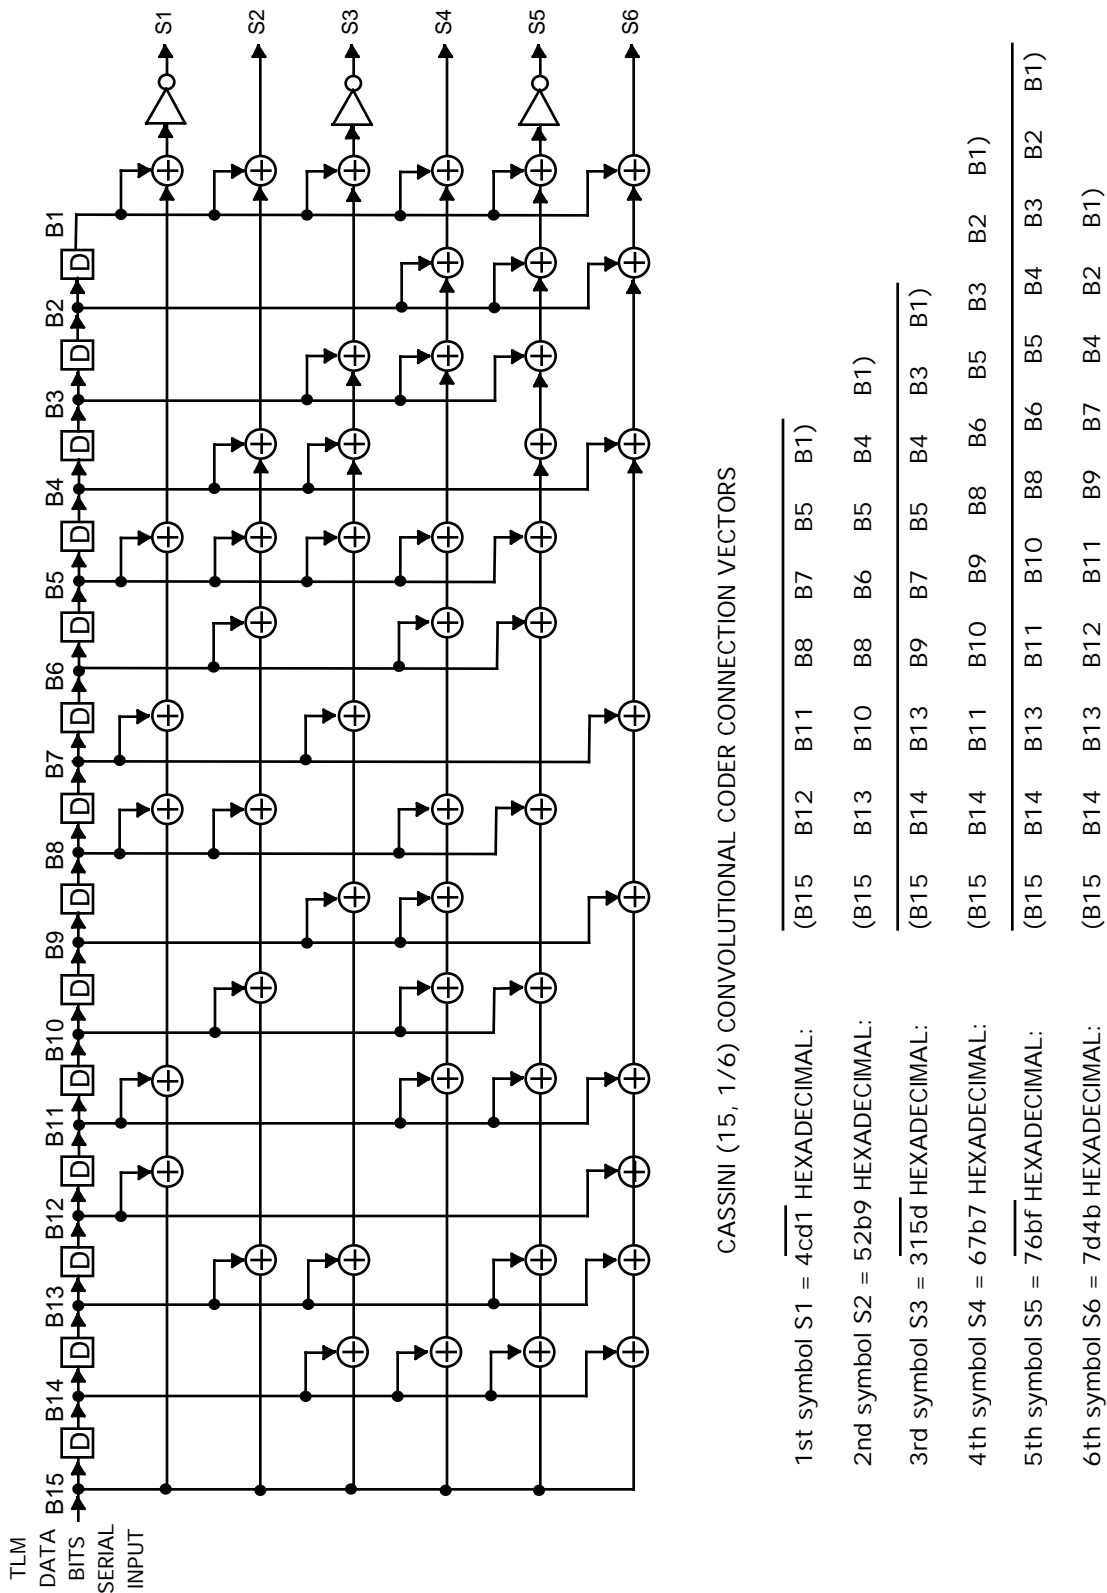 TLM
DATA
BITS
SERIAL
INPUT
B15 D B14 D B13 D B12 D B11 D B10 D B9 D B8 D B7 D B6 D B5 D B4 D B3 D B2 D B1
S1
S2
S3
S4
S5
S6
CASSINI (15, 1/6) CONVOLUTIONAL CODER CONNECTION VECTORS
1st symbol S1 = 4cd1 HEXADECIMAL: (B15 B12 B11 B8 B7 B5 B1)
2nd symbol S2 = 52b9 HEXADECIMAL: (B15 B13 B10 B8 B6 B5 B4 B1)
3rd symbol S3 = 315d HEXADECIMAL: (B15 B14 B13 B9 B7 B5 B4 B3 B1)
4th symbol S4 = 67b7 HEXADECIMAL: (B15 B14 B11 B10 B9 B8 B6 B5 B3 B2 B1)
5th symbol S5 = 76bf HEXADECIMAL: (B15 B14 B13 B11 B10 B8 B6 B5 B4 B3 B2 B1)
6th symbol S6 = 7d4b HEXADECIMAL: (B15 B14 B13 B12 B11 B9 B7 B4 B2 B1)